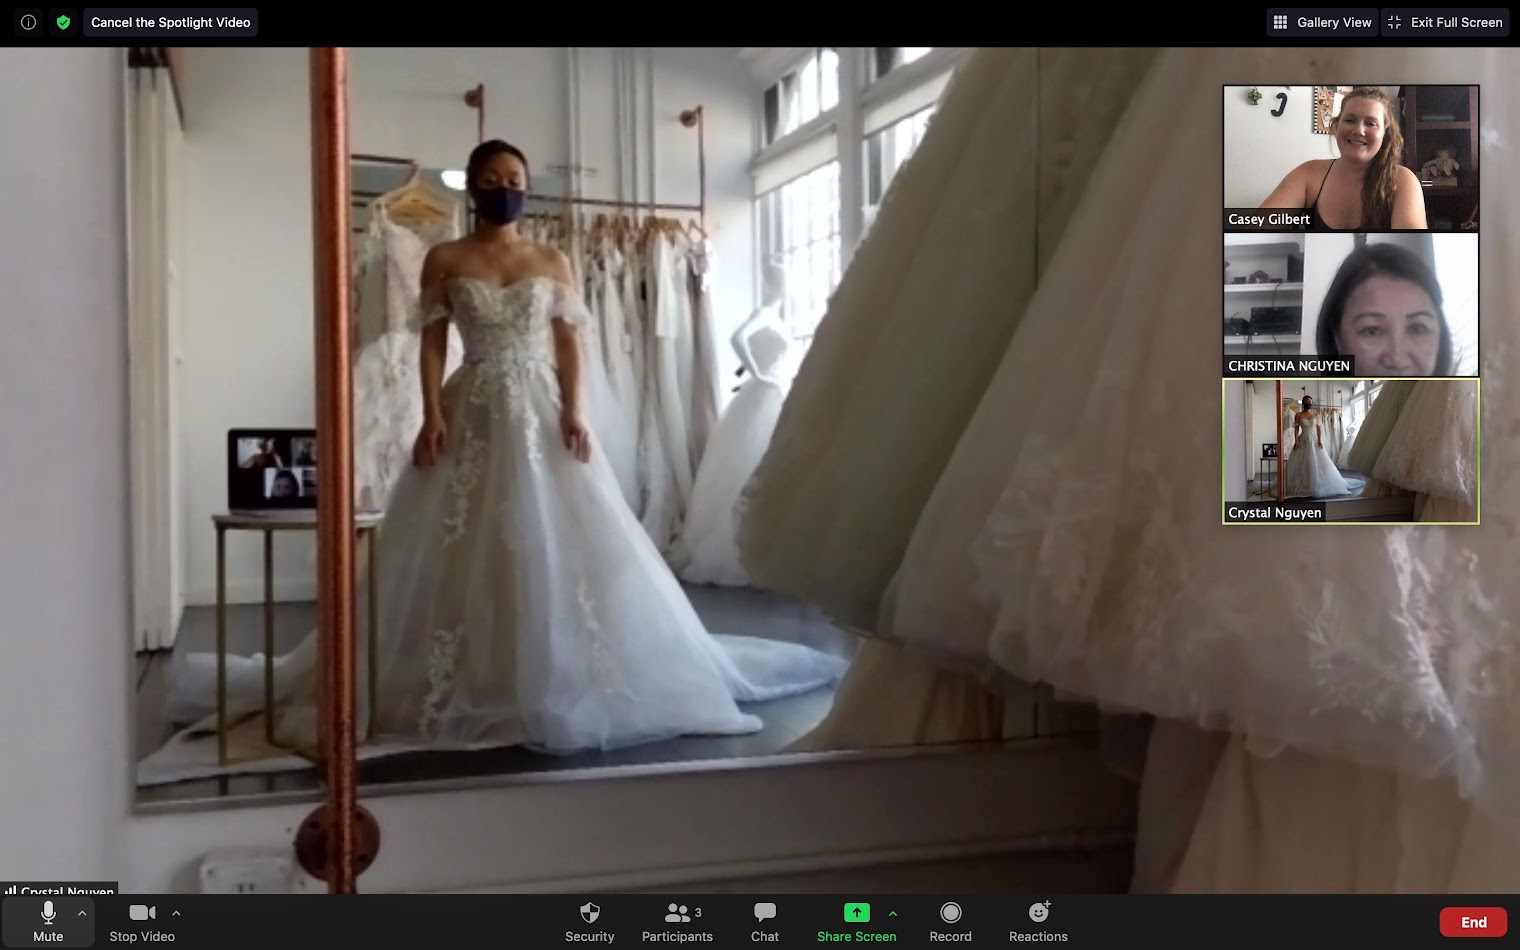 Cancel the Spotlight Video
Gallery View
Exit Full Screen
Casey Gilbert
CHRISTINA NGUYEN
Crystal Nguyen
Crystal Nguyen
Mute
Stop Video
Security
3
Participants
Chat
Share Screen
Record
Reactions
End